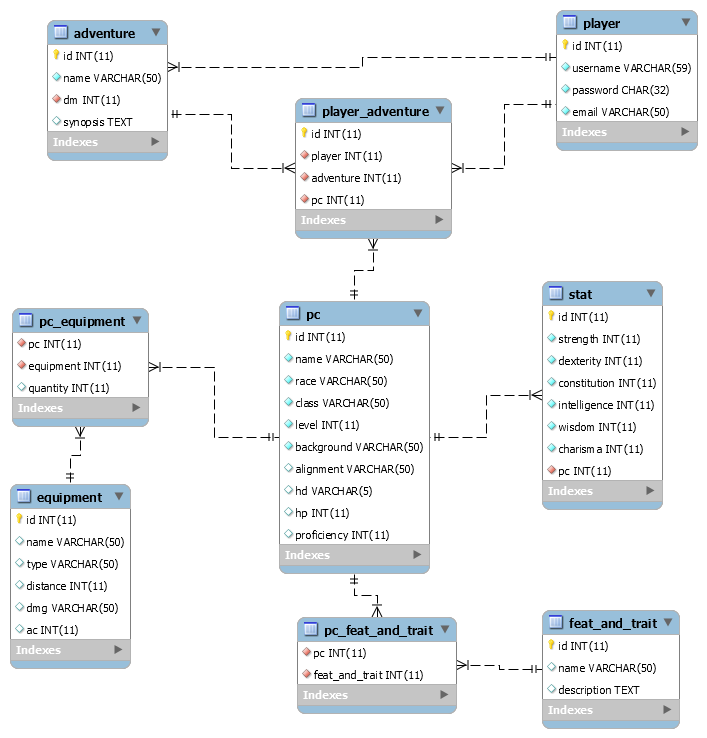 adventure
id INT(11)
name VARCHAR(50)
dm INT(11)
synopsis TEXT
Indexes
player
id INT(11)
username VARCHAR(59)
password CHAR(32)
email VARCHAR(50)
Indexes
player_adventure
id INT(11)
player INT(11)
adventure INT(11)
pc INT(11)
Indexes
pc_equipment
pc INT(11)
equipment INT(11)
quantity INT(11)
Indexes
pc
id INT(11)
name VARCHAR(50)
race VARCHAR(50)
class VARCHAR(50)
level INT(11)
background VARCHAR(50)
alignment VARCHAR(50)
hd VARCHAR(5)
hp INT(11)
proficiency INT(11)
Indexes
stat
id INT(11)
strength INT(11)
dexterity INT(11)
constitution INT(11)
intelligence INT(11)
wisdom INT(11)
charisma INT(11)
pc INT(11)
Indexes
equipment
id INT(11)
name VARCHAR(50)
type VARCHAR(50)
distance INT(11)
dmg VARCHAR(50)
ac INT(11)
Indexes
pc_feat_and_trait
pc INT(11)
feat_and_trait INT(11)
Indexes
feat_and_trait
id INT(11)
name VARCHAR(50)
description TEXT
Indexes